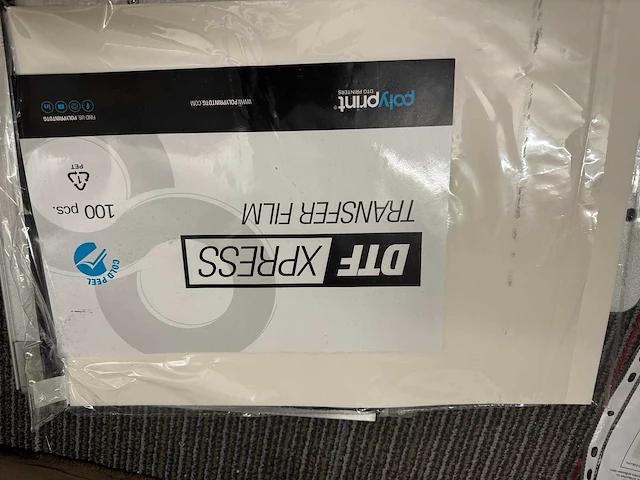 DTF XPRESS
TRANSFER FILM
COLD PEEL
100 pcs.
PET
polyprint®
DTG PRINTERS
WWW.POLYPRINTDTG.COM
FIND US POLYPRINTDTG